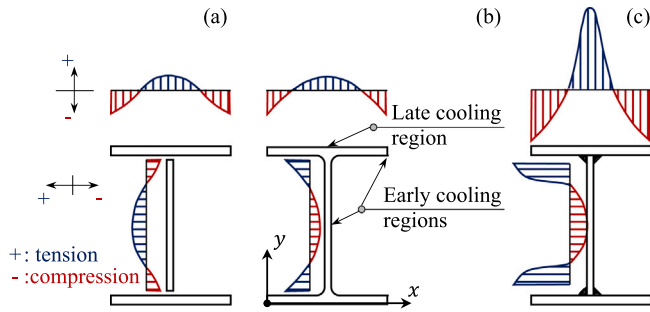 (a)
(b)
(c)
+
-
Late cooling
region
+
-
Early cooling
regions
+: tension
- :compression
y
x